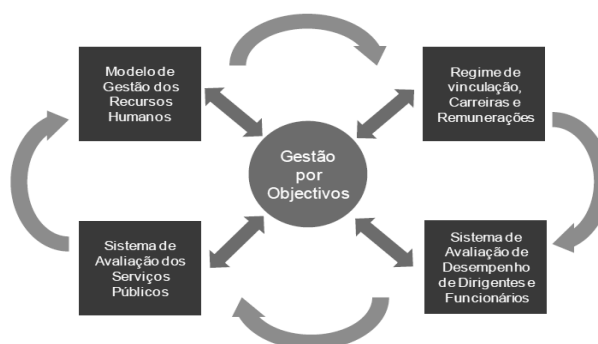 Modelo de
Gestão dos
Recursos
Humanos
Regime de
vinculação,
Carreiras e
Remunerações
Gestão
por
Objectivos
Sistema de
Avaliação dos
Serviços
Públicos
Sistema de
Avaliação de
Desempenho
de Dirigentes e
Funcionários